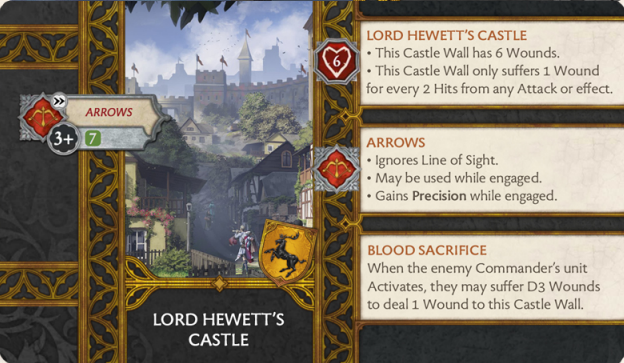 ARROWS
3+
7
LORD HEWETT'S
CASTLE
6
LORD HEWETT'S CASTLE
• This Castle Wall has 6 Wounds.
• This Castle Wall only suffers 1 Wound
for every 2 Hits from any Attack or effect.
ARROWS
• Ignores Line of Sight.
• May be used while engaged.
• Gains Precision while engaged.
BLOOD SACRIFICE
When the enemy Commander's unit
Activates, they may suffer D3 Wounds
to deal 1 Wound to this Castle Wall.